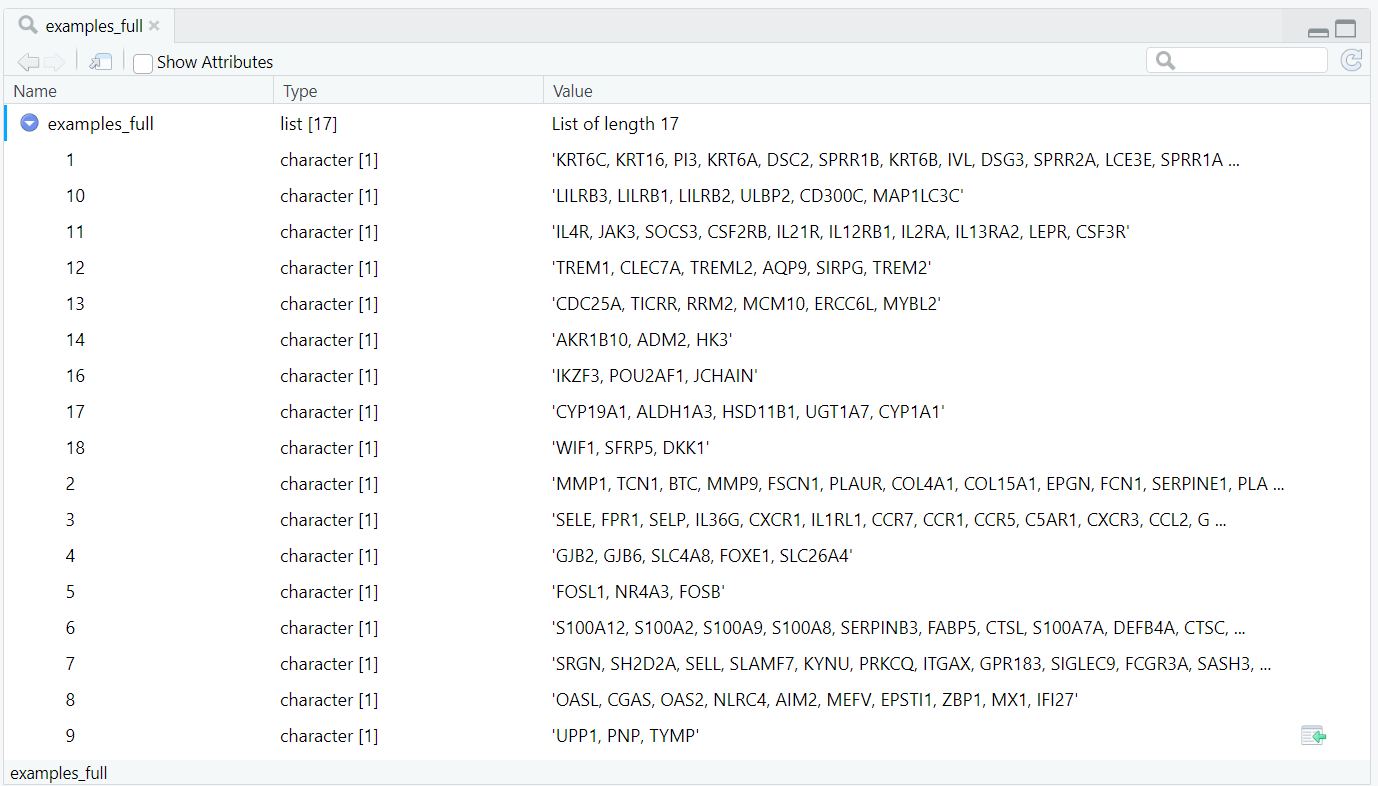 examples_full
Show Attributes
Name Type Value
examples_full list [17] List of length 17
1 character [1] 'KRT6C, KRT16, PI3, KRT6A, DSC2, SPRR1B, KRT6B, IVL, DSG3, SPRR2A, LCE3E, SPRR1A ...
10 character [1] 'LILRB3, LILRB1, LILRB2, ULBP2, CD300C, MAP1LC3C'
11 character [1] 'IL4R, JAK3, SOCS3, CSF2RB, IL21R, IL12RB1, IL2RA, IL13RA2, LEPR, CSF3R'
12 character [1] 'TREM1, CLEC7A, TREML2, AQP9, SIRPG, TREM2'
13 character [1] 'CDC25A, TICRR, RRM2, MCM10, ERCC6L, MYBL2'
14 character [1] 'AKR1B10, ADM2, HK3'
16 character [1] 'IKZF3, POU2AF1, JCHAIN'
17 character [1] 'CYP19A1, ALDH1A3, HSD11B1, UGT1A7, CYP1A1'
18 character [1] 'WIF1, SFRP5, DKK1'
2 character [1] 'MMP1, TCN1, BTC, MMP9, FSCN1, PLAUR, COL4A1, COL15A1, EPGN, FCN1, SERPINE1, PLA ...
3 character [1] 'SELE, FPR1, SELP, IL36G, CXCR1, IL1RL1, CCR7, CCR1, CCR5, C5AR1, CXCR3, CCL2, G ...
4 character [1] 'GJB2, GJB6, SLC4A8, FOXE1, SLC26A4'
5 character [1] 'FOSL1, NR4A3, FOSB'
6 character [1] 'S100A12, S100A2, S100A9, S100A8, SERPINB3, FABP5, CTSL, S100A7A, DEFB4A, CTSC, ...
7 character [1] 'SRGN, SH2D2A, SELL, SLAMF7, KYNU, PRKCQ, ITGAX, GPR183, SIGLEC9, FCGR3A, SASH3, ...
8 character [1] 'OASL, CGAS, OAS2, NLRC4, AIM2, MEFV, EPSTI1, ZBP1, MX1, IFI27'
9 character [1] 'UPP1, PNP, TYMP'
examples_full